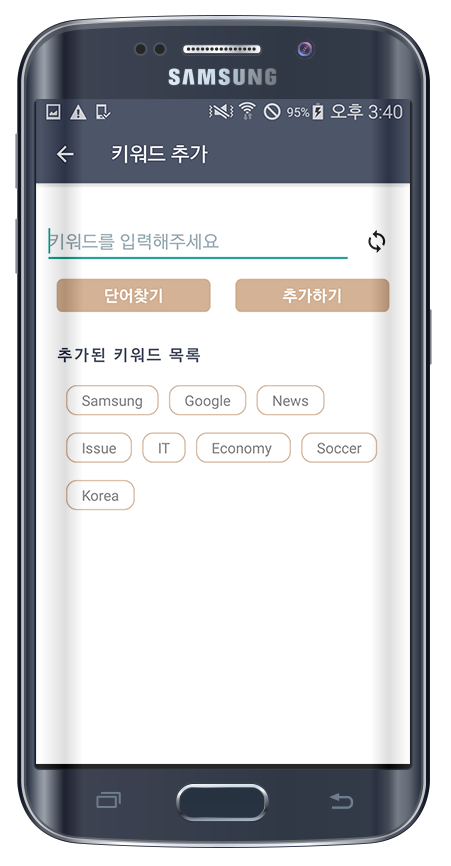 SAMSUNG
95% 오후 3:40
키워드 추가
키워드를 입력해주세요
단어찾기 추가하기
추가된 키워드 목록
Samsung Google News
Issue IT Economy Soccer
Korea